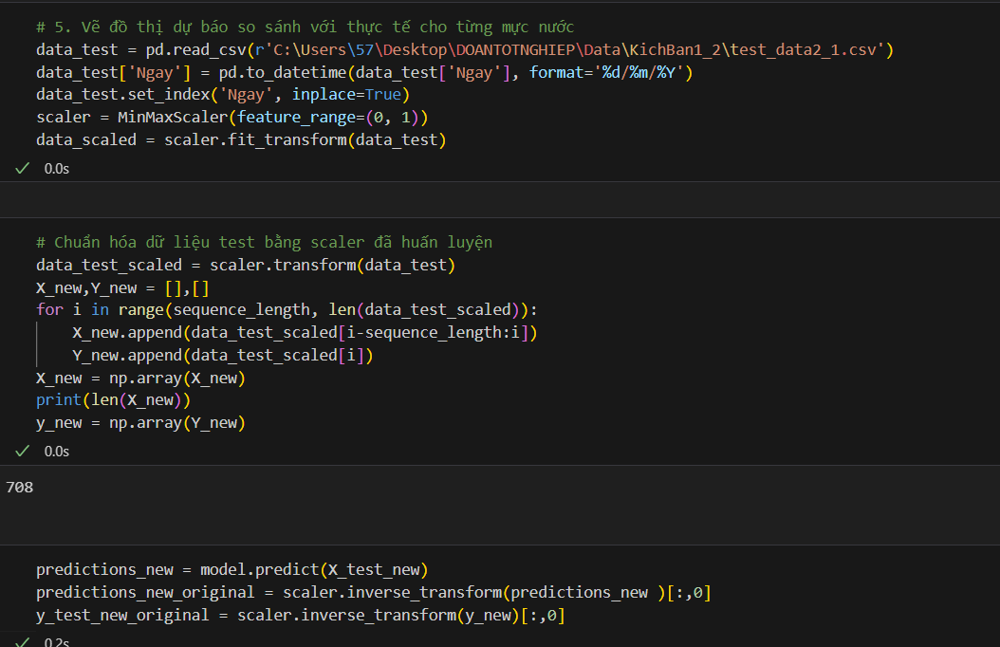 # 5. Vẽ đồ thị dự báo so sánh với thực tế cho từng mực nước
data_test = pd.read_csv(r'C:\Users\57\Desktop\DOANTOTNGHIEP\Data\KichBan1_2\test_data2_1.csv')
data_test['Ngay'] = pd.to_datetime(data_test['Ngay'], format='%d/%m/%Y')
data_test.set_index('Ngay', inplace=True)
scaler = MinMaxScaler(feature_range=(0, 1))
data_scaled = scaler.fit_transform(data_test)
0.0s
# Chuẩn hóa dữ liệu test bằng scaler đã huấn luyện
data_test_scaled = scaler.transform(data_test)
X_new,Y_new = [],[]
for i in range(sequence_length, len(data_test_scaled)):
X_new.append(data_test_scaled[i-sequence_length:i])
Y_new.append(data_test_scaled[i])
X_new = np.array(X_new)
print(len(X_new))
y_new = np.array(Y_new)
0.0s
708
predictions_new = model.predict(X_test_new)
predictions_new_original = scaler.inverse_transform(predictions_new )[:,0]
y_test_new_original = scaler.inverse_transform(y_new)[:,0]
0.2s